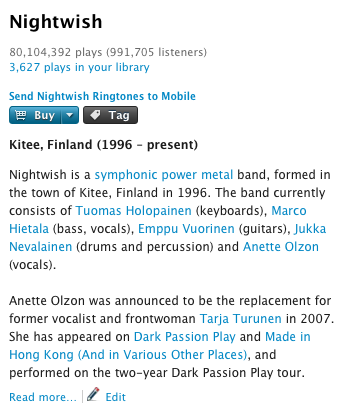 Nightwish
80,104,392 plays (991,705 listeners)
3,627 plays in your library
Send Nightwish Ringtones to Mobile
Buy Tag
Kitee, Finland (1996 – present)
Nightwish is a symphonic power metal band, formed in
the town of Kitee, Finland in 1996. The band currently
consists of Tuomas Holopainen (keyboards), Marco
Hietala (bass, vocals), Emppu Vuorinen (guitars), Jukka
Nevalainen (drums and percussion) and Anette Olzon
(vocals).
Anette Olzon was announced to be the replacement for
former vocalist and frontwoman Tarja Turunen in 2007.
She has appeared on Dark Passion Play and Made in
Hong Kong (And in Various Other Places), and
performed on the two-year Dark Passion Play tour.
Read more... Edit